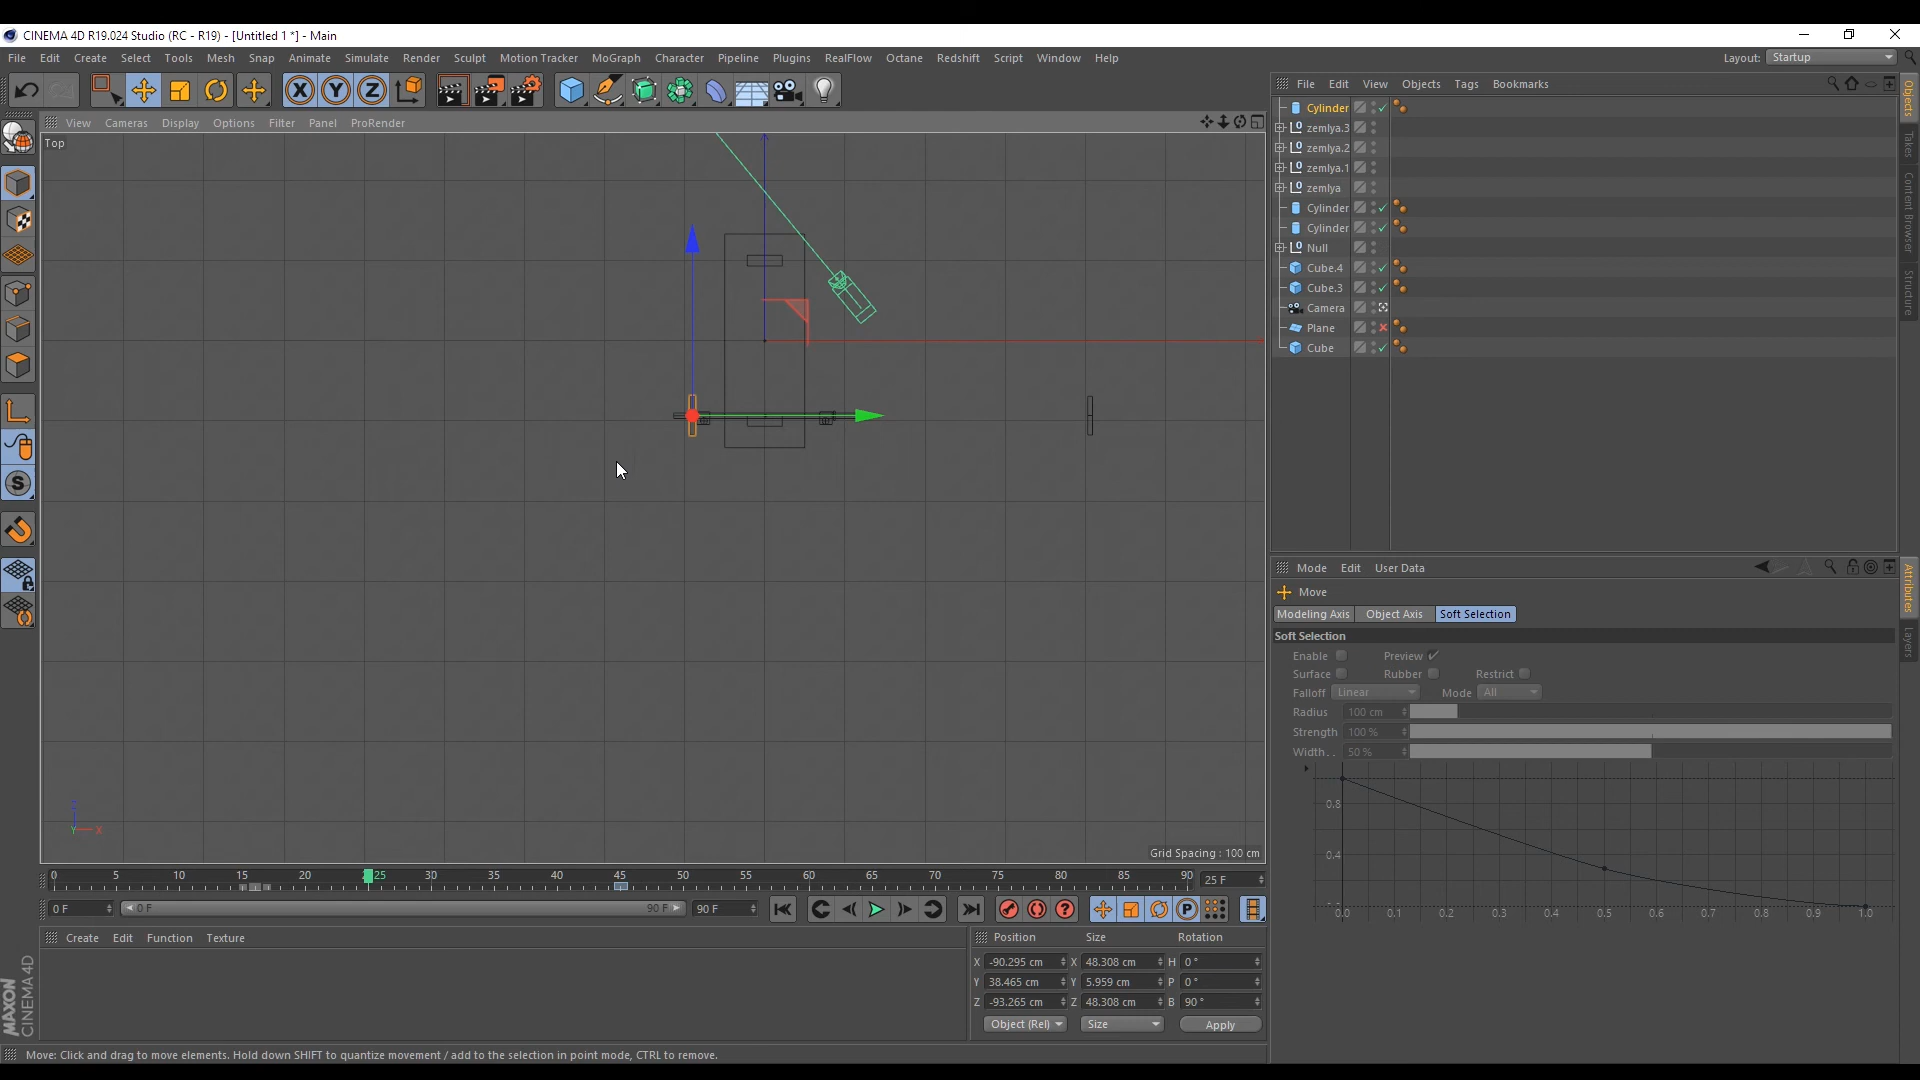 CINEMA 4D R19.024 Studio (RC - R19) - [Untitled 1 *] - Main
File Edit Create Select Tools Mesh Snap Animate Simulate Render Sculpt Motion Tracker MoGraph Character Pipeline Plugins RealFlow Octane Redshift Script Window Help Layout: Startup
X Y Z
File Edit View Objects Tags Bookmarks
View Cameras Display Options Filter Panel ProRender
Top
Cylinder
zemlya.3
zemlya.2
zemlya.1
zemlya
Cylinder
Cylinder
Null
Cube.4
Cube.3
Camera
Plane
Cube
Objects
Takes
Content Browser
Structure
Mode Edit User Data
Move
Modeling Axis Object Axis Soft Selection
Soft Selection
Enable Preview
Surface Rubber Restrict
Falloff Linear Mode All
Radius 100 cm
Strength 100 %
Width.. 50 %
0.8
0.4
0.0 0.1 0.2 0.3 0.4 0.5 0.6 0.7 0.8 0.9 1.0
Attributes
Layers
Y X
Grid Spacing : 100 cm
0 5 10 15 20 25 30 35 40 45 50 55 60 65 70 75 80 85 90 25 F
0 F 0 F 90 F 90 F
Create Edit Function Texture
Position Size Rotation
X -90.295 cm X 48.308 cm H 0 °
Y 38.465 cm Y 5.959 cm P 0 °
Z -93.265 cm Z 48.308 cm B 90 °
Object (Rel) Size Apply
MAXON
CINEMA 4D
Move: Click and drag to move elements. Hold down SHIFT to quantize movement / add to the selection in point mode, CTRL to remove.